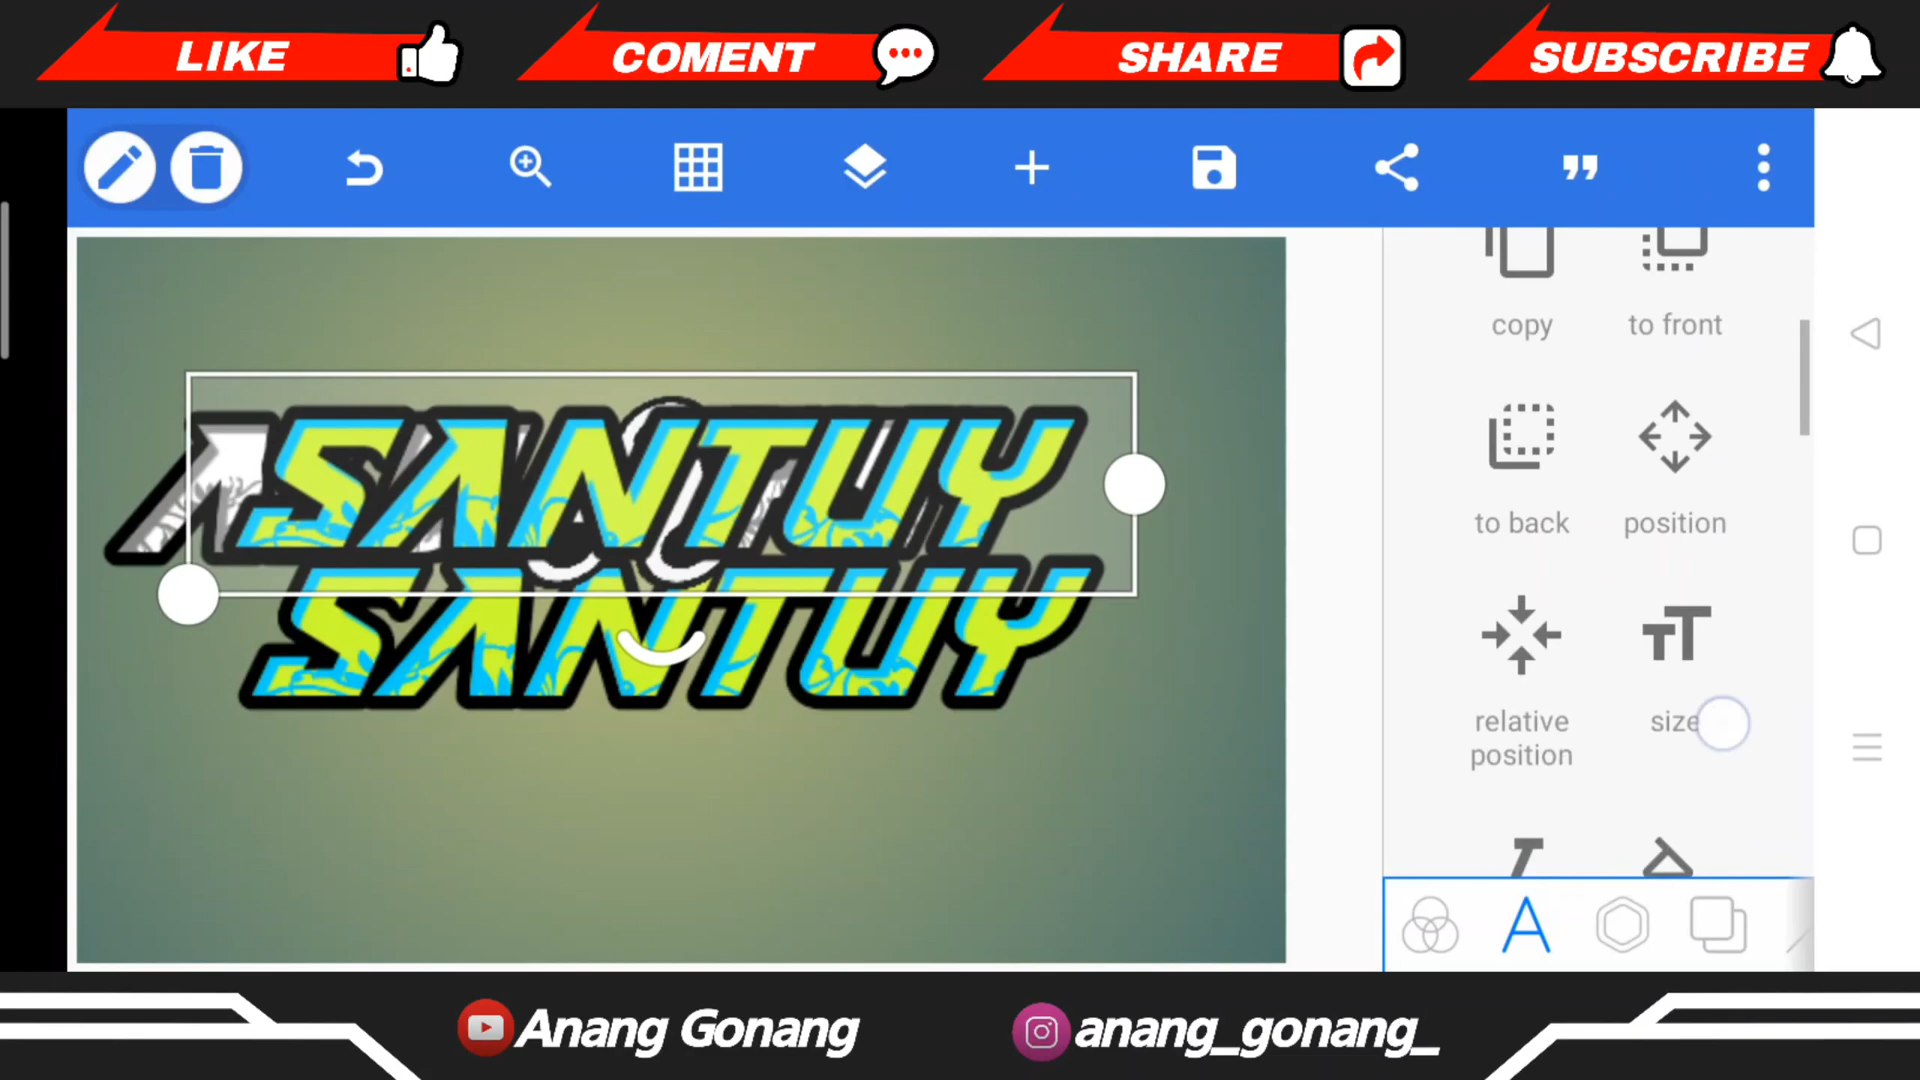 LIKE COMENT SHARE SUBSCRIBE
SANTUY
SANTUY
copy to front
to back position
relative position
size
Anang Gonang anang_gonang_